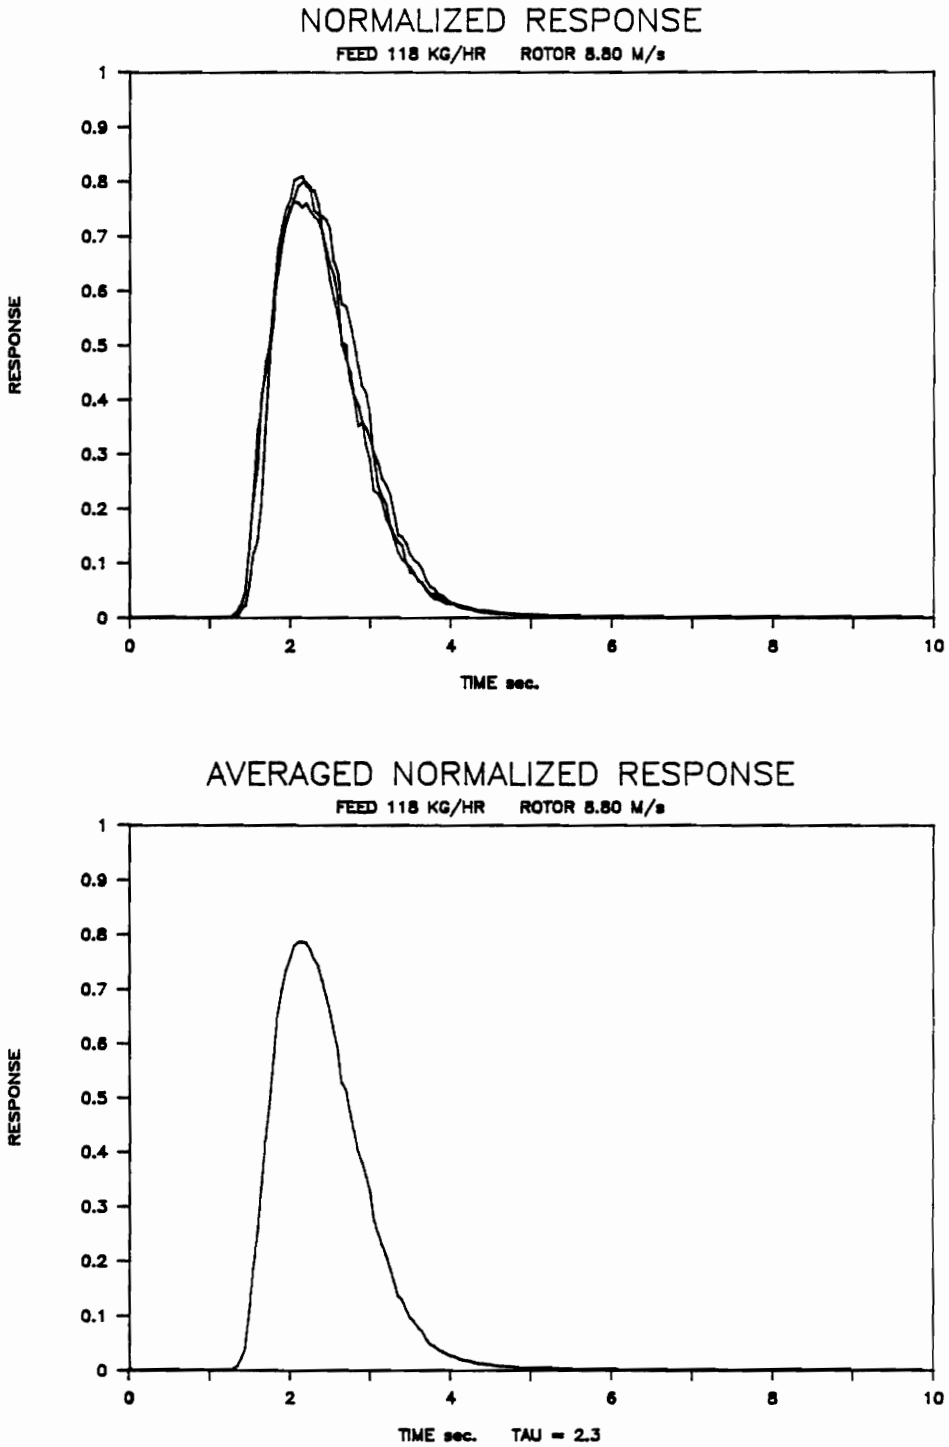 NORMALIZED RESPONSE
FEED 118 KG/HR ROTOR 8.80 M/s
1
0.9
0.8
0.7
0.6
0.5
0.4
0.3
0.2
0.1
0
RESPONSE
0 2 4 6 8 10
TIME sec.
AVERAGED NORMALIZED RESPONSE
FEED 118 KG/HR ROTOR 8.80 M/s
1
0.9
0.8
0.7
0.6
0.5
0.4
0.3
0.2
0.1
0
RESPONSE
0 2 4 6 8 10
TIME sec. TAU = 2.3